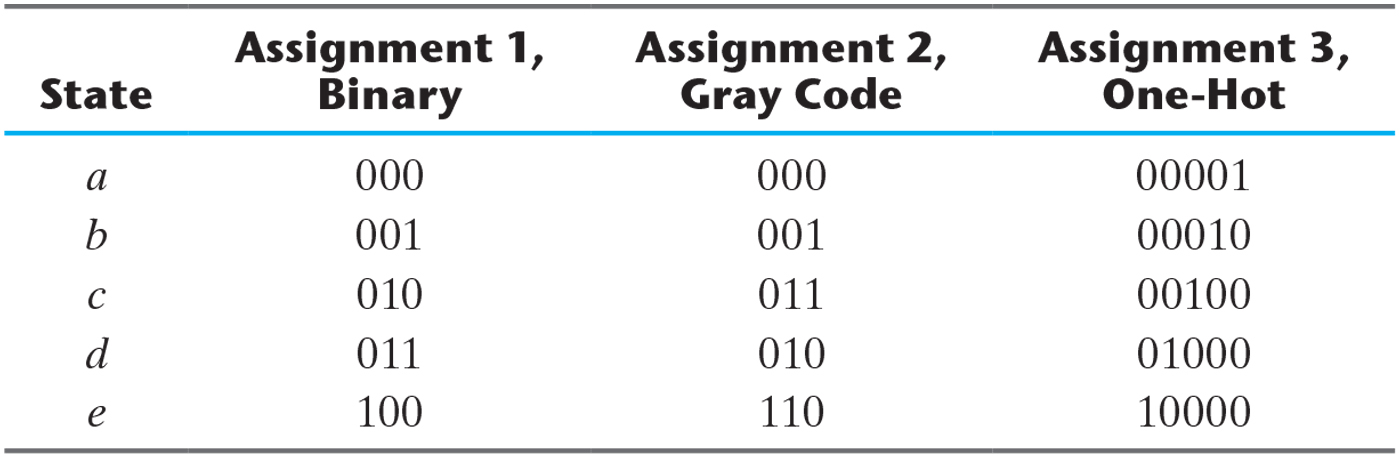 State Assignment 1, Binary Assignment 2, Gray Code Assignment 3, One-Hot
a 000 000 00001
b 001 001 00010
c 010 011 00100
d 011 010 01000
e 100 110 10000